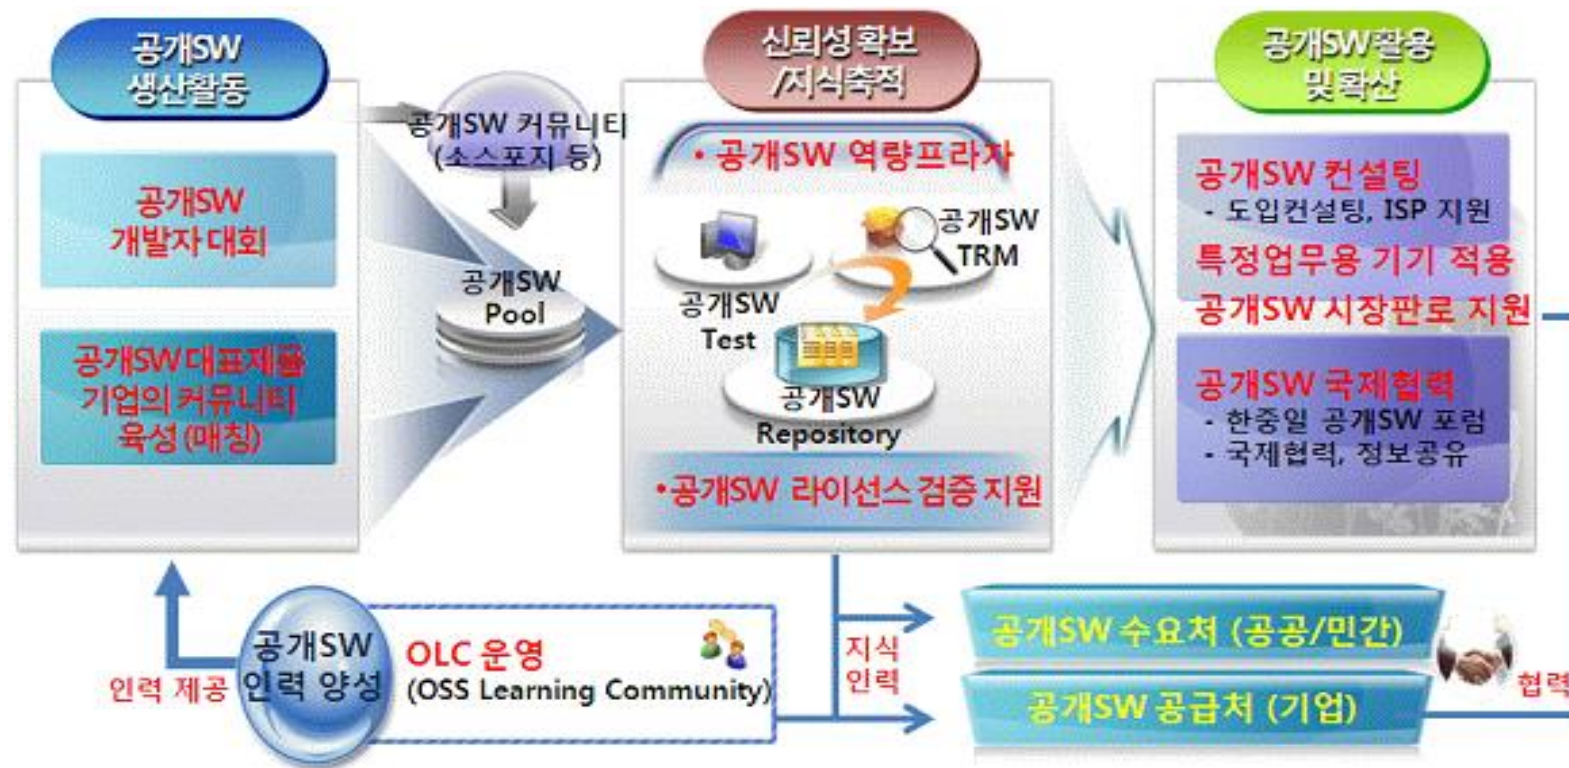 공개SW
생산활동
공개SW
개발자 대회
공개SW 대표제품
기업의 커뮤니티
육성 (매칭)
공개SW 커뮤니티
(소스포지 등)
공개SW
Pool
신뢰성 확보
/지식축적
• 공개SW 역량프라자
공개SW
Test
공개SW
TRM
공개SW
Repository
•공개SW 라이선스 검증 지원
공개SW 활용
및 확산
공개SW 컨설팅
- 도입컨설팅, ISP 지원
특정업무용 기기 적용
공개SW 시장판로 지원
공개SW 국제협력
- 한중일 공개SW 포럼
- 국제협력, 정보공유
인력 제공
공개SW
인력 양성
OLC 운영
(OSS Learning Community)
지식
인력
공개SW 수요처 (공공/민간)
공개SW 공급처 (기업)
협력